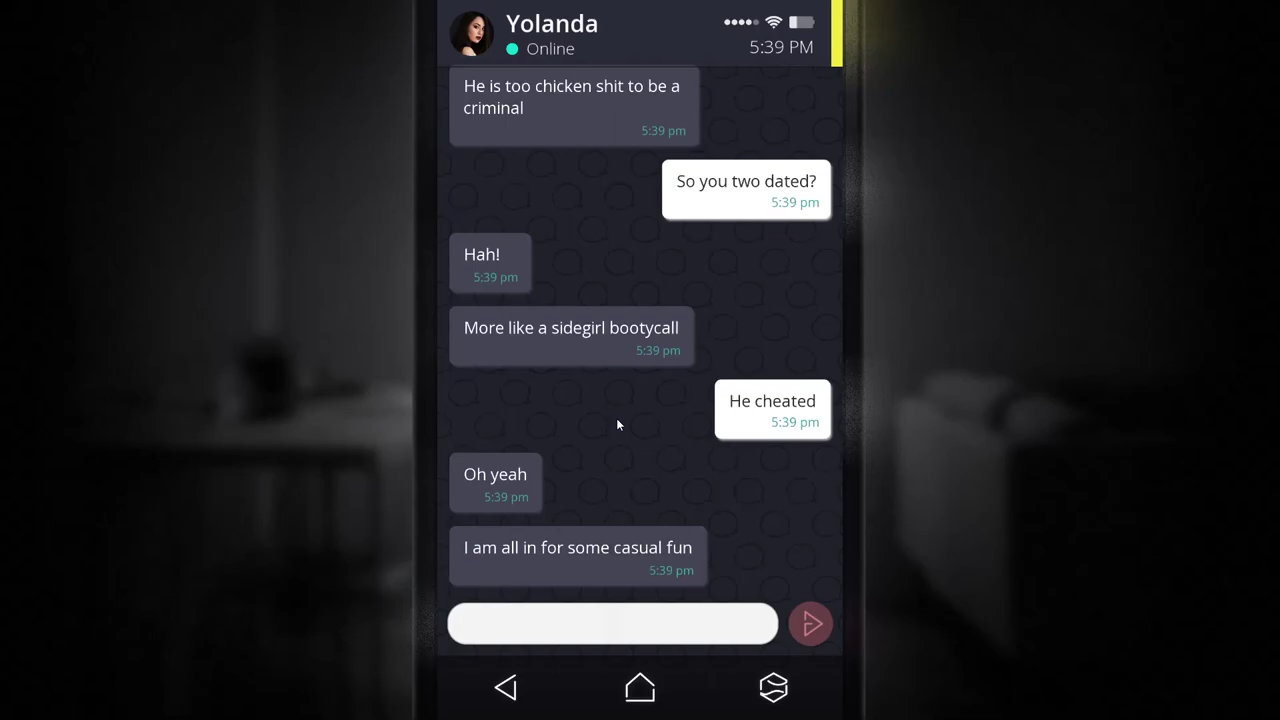 Yolanda
Online
5:39 PM
He is too chicken shit to be a
criminal
5:39 pm
So you two dated?
5:39 pm
Hah!
5:39 pm
More like a sidegirl bootycall
5:39 pm
He cheated
5:39 pm
Oh yeah
5:39 pm
I am all in for some casual fun
5:39 pm